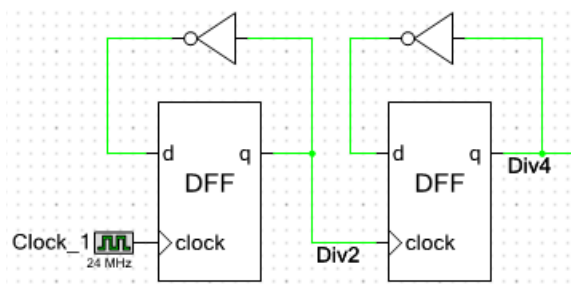 d q
DFF
Clock_1
24 MHz
clock
Div2
d q
DFF
Div4
clock